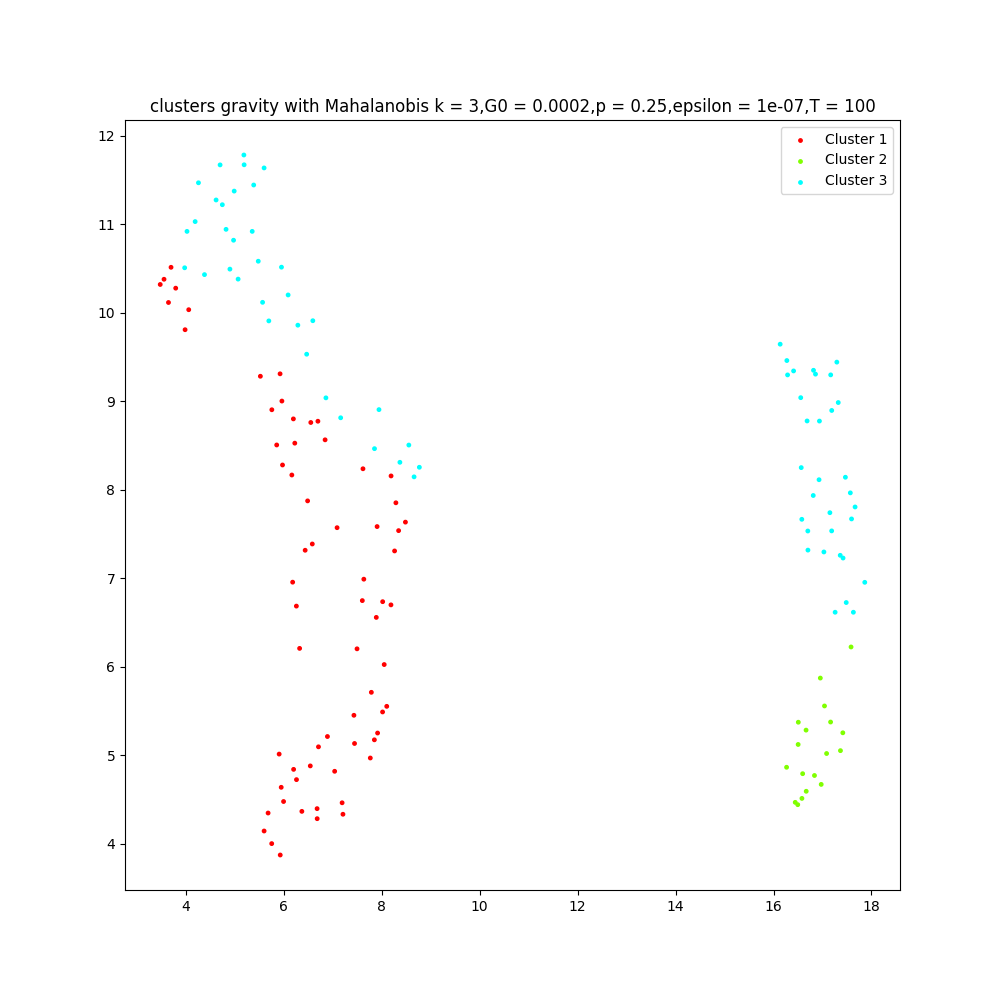 clusters gravity with Mahalanobis k = 3,G0 = 0.0002,p = 0.25,epsilon = 1e-07,T = 100
Cluster 1
Cluster 2
Cluster 3
12
11
10
9
8
7
6
5
4
4 6 8 10 12 14 16 18